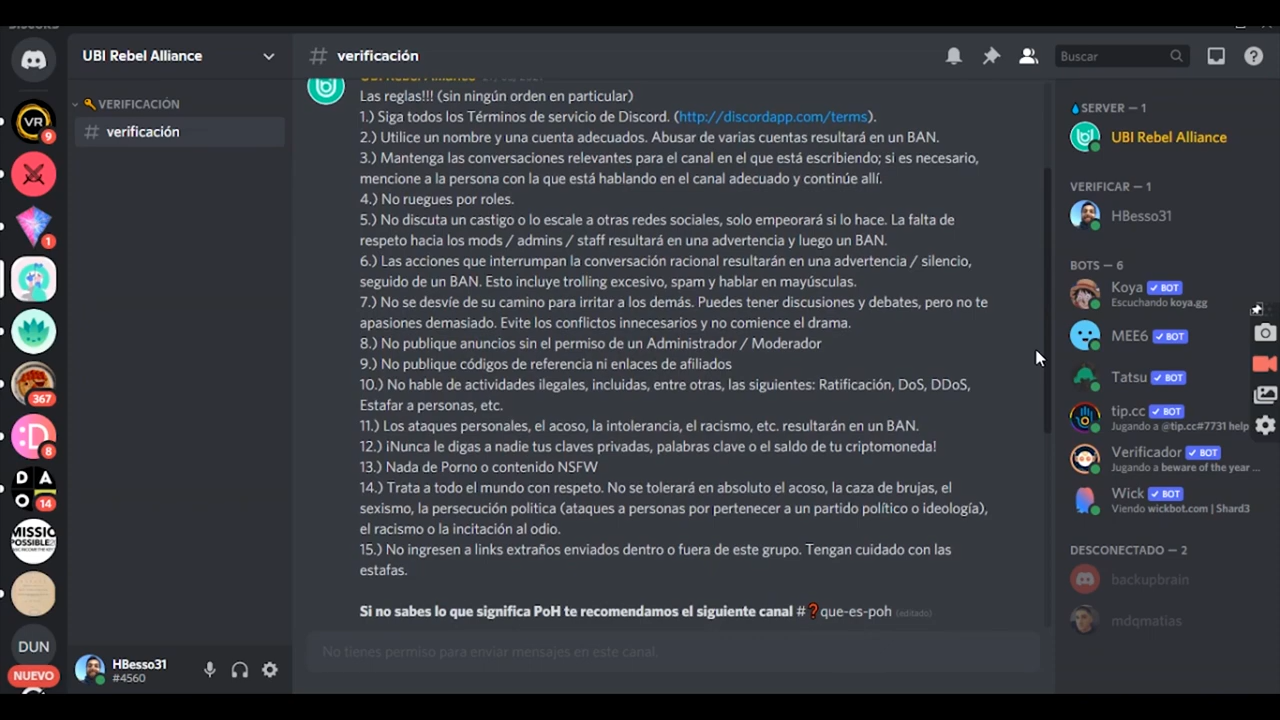 UBI Rebel Alliance
# verificación
Buscar
VERIFICACIÓN
# verificación
VR
9
1
367
:D
8
DAO
14
MISSIO
POSSIBLE
DUN
NUEVO
HBesso31
#4560
UBI Rebel Alliance
Las reglas!!! (sin ningún orden en particular)
1.) Siga todos los Términos de servicio de Discord. (http://discordapp.com/terms).
2.) Utilice un nombre y una cuenta adecuados. Abusar de varias cuentas resultará en un BAN.
3.) Mantenga las conversaciones relevantes para el canal en el que está escribiendo; si es necesario,
mencione a la persona con la que está hablando en el canal adecuado y continúe allí.
4.) No ruegues por roles.
5.) No discuta un castigo o lo escale a otras redes sociales, solo empeorará si lo hace. La falta de
respeto hacia los mods / admins / staff resultará en una advertencia y luego un BAN.
6.) Las acciones que interrumpan la conversación racional resultarán en una advertencia / silencio,
seguido de un BAN. Esto incluye trolling excesivo, spam y hablar en mayúsculas.
7.) No se desvíe de su camino para irritar a los demás. Puedes tener discusiones y debates, pero no te
apasiones demasiado. Evite los conflictos innecesarios y no comience el drama.
8.) No publique anuncios sin el permiso de un Administrador / Moderador
9.) No publique códigos de referencia ni enlaces de afiliados
10.) No hable de actividades ilegales, incluidas, entre otras, las siguientes: Ratificación, DoS, DDoS,
Estafar a personas, etc.
11.) Los ataques personales, el acoso, la intolerancia, el racismo, etc. resultarán en un BAN.
12.) ¡Nunca le digas a nadie tus claves privadas, palabras clave o el saldo de tu criptomoneda!
13.) Nada de Porno o contenido NSFW
14.) Trata a todo el mundo con respeto. No se tolerará en absoluto el acoso, la caza de brujas, el
sexismo, la persecución politica (ataques a personas por pertenecer a un partido político o ideología),
el racismo o la incitación al odio.
15.) No ingresen a links extraños enviados dentro o fuera de este grupo. Tengan cuidado con las
estafas.
Si no sabes lo que significa PoH te recomendamos el siguiente canal #❓que-es-poh (editado)
No tienes permiso para enviar mensajes en este canal.
SERVER — 1
UBI Rebel Alliance
VERIFICAR — 1
HBesso31
BOTS — 6
Koya ✓ BOT
Escuchando koya.gg
MEE6 ✓ BOT
Tatsu ✓ BOT
tip.cc ✓ BOT
Jugando a @tip.cc#7731 help
Verificador ✓ BOT
Jugando a beware of the year ...
Wick ✓ BOT
Viendo wickbot.com | Shard3
DESCONECTADO — 2
backupbrain
mdqmatias